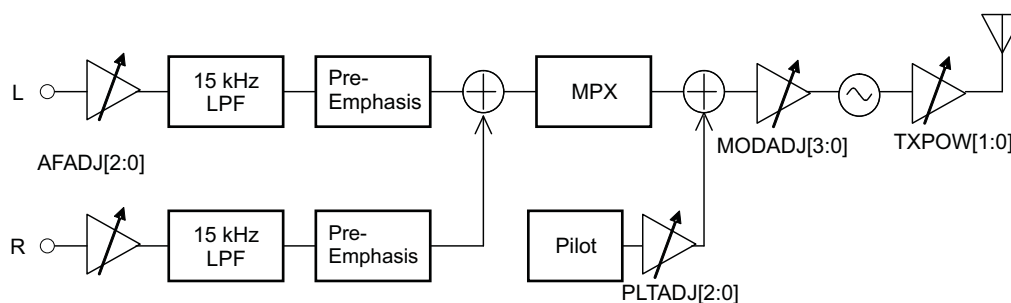 L
15 kHz
LPF
Pre-
Emphasis
MPX
MODADJ[3:0]
TXPOW[1:0]
AFADJ[2:0]
R
15 kHz
LPF
Pre-
Emphasis
Pilot
PLTADJ[2:0]